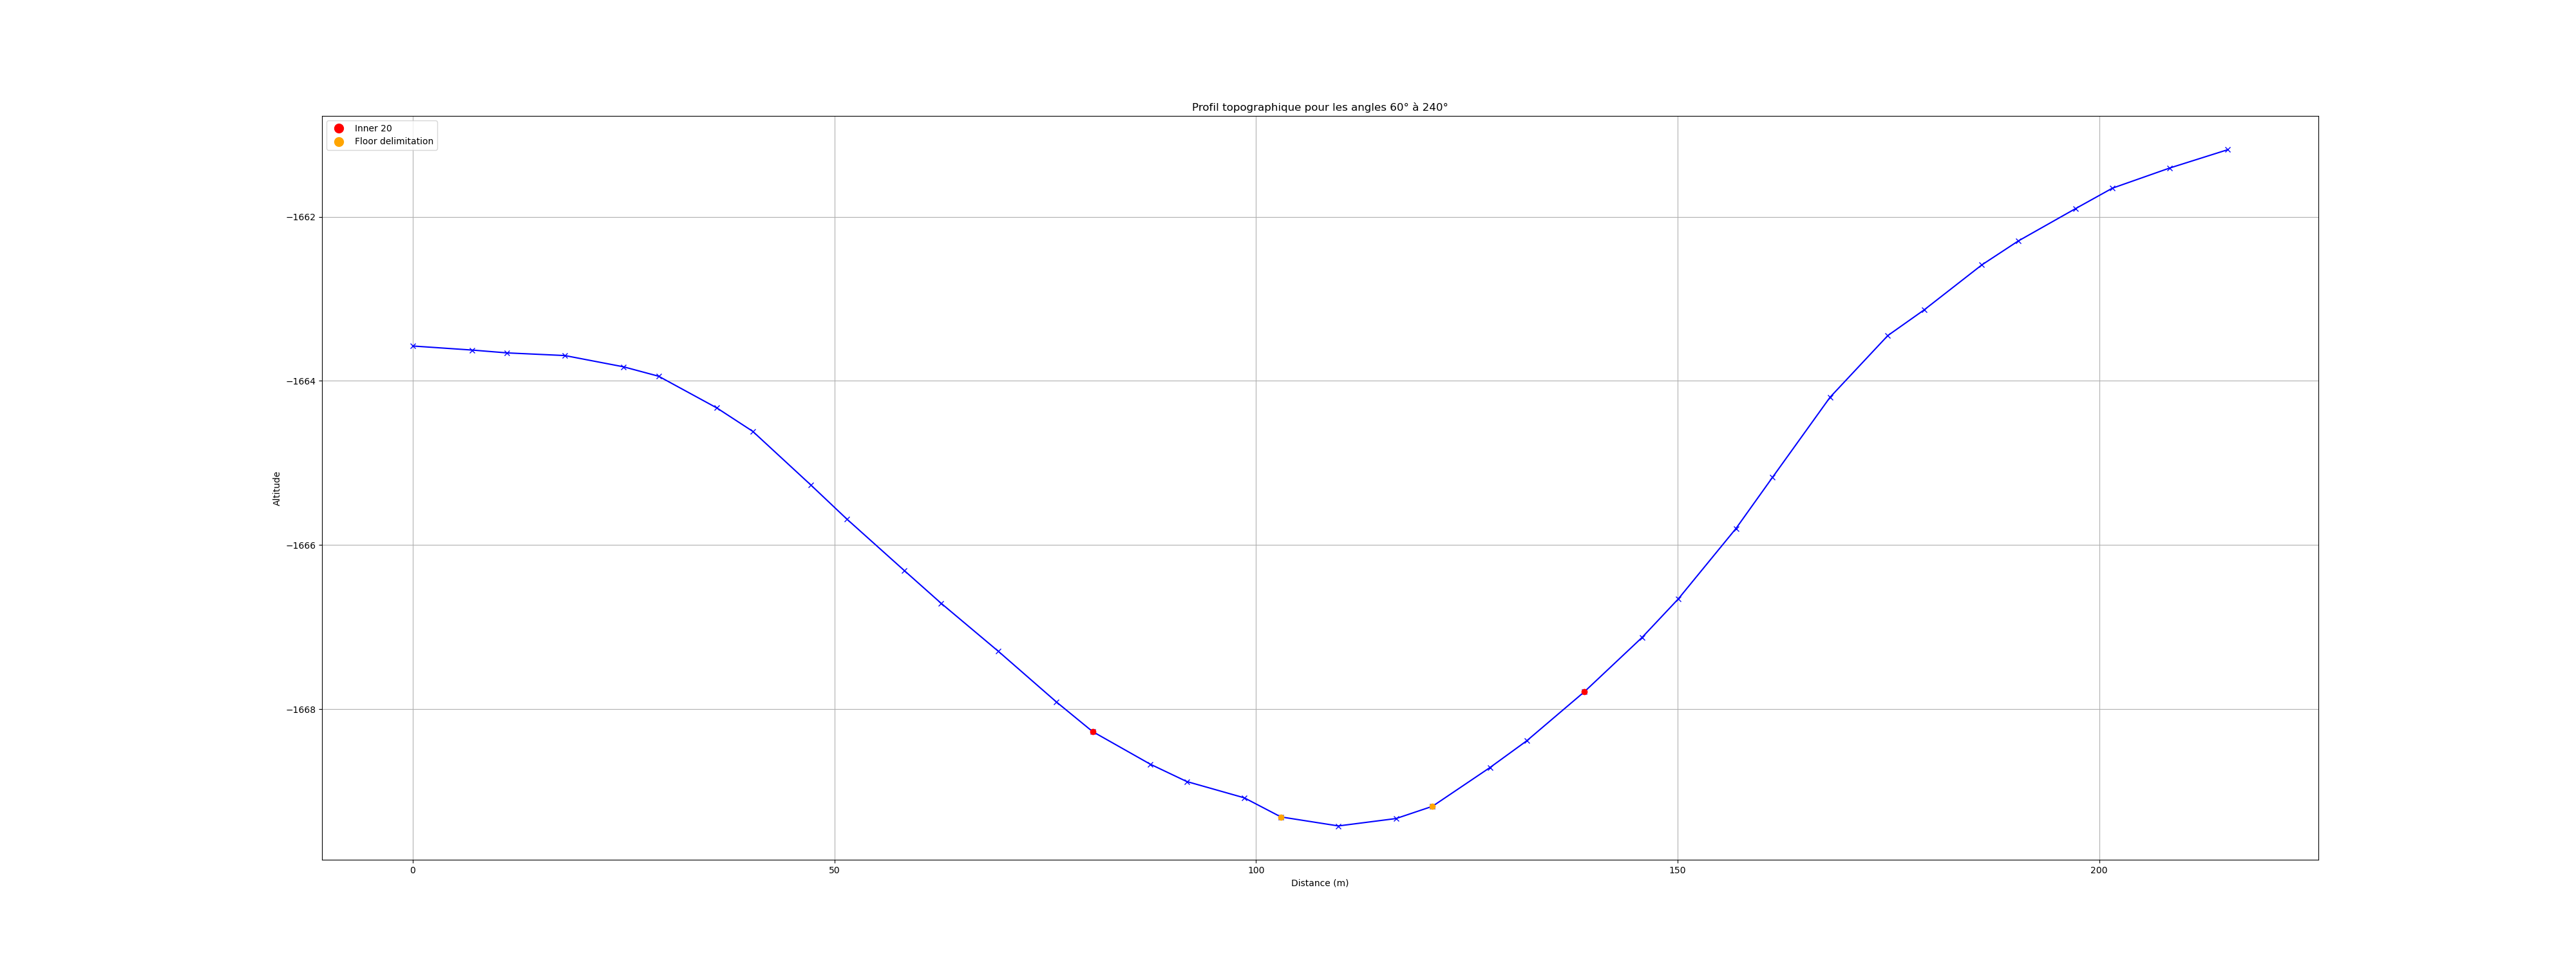 Profil topographique pour les angles 60° à 240°
Inner 20
Floor delimitation
−1662
−1664
−1666
−1668
Altitude
0
50
100
150
200
Distance (m)